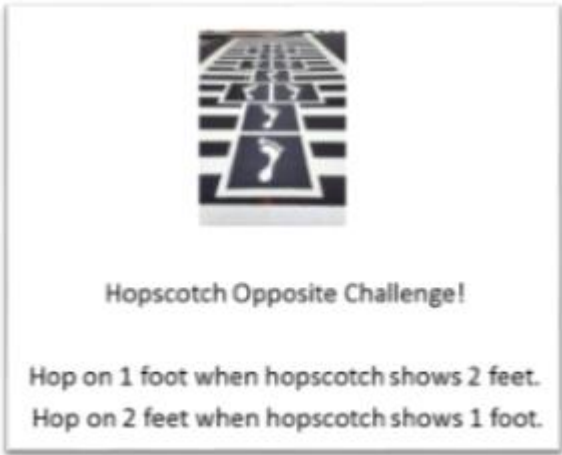 Hopscotch Opposite Challenge!
Hop on 1 foot when hopscotch shows 2 feet.
Hop on 2 feet when hopscotch shows 1 foot.